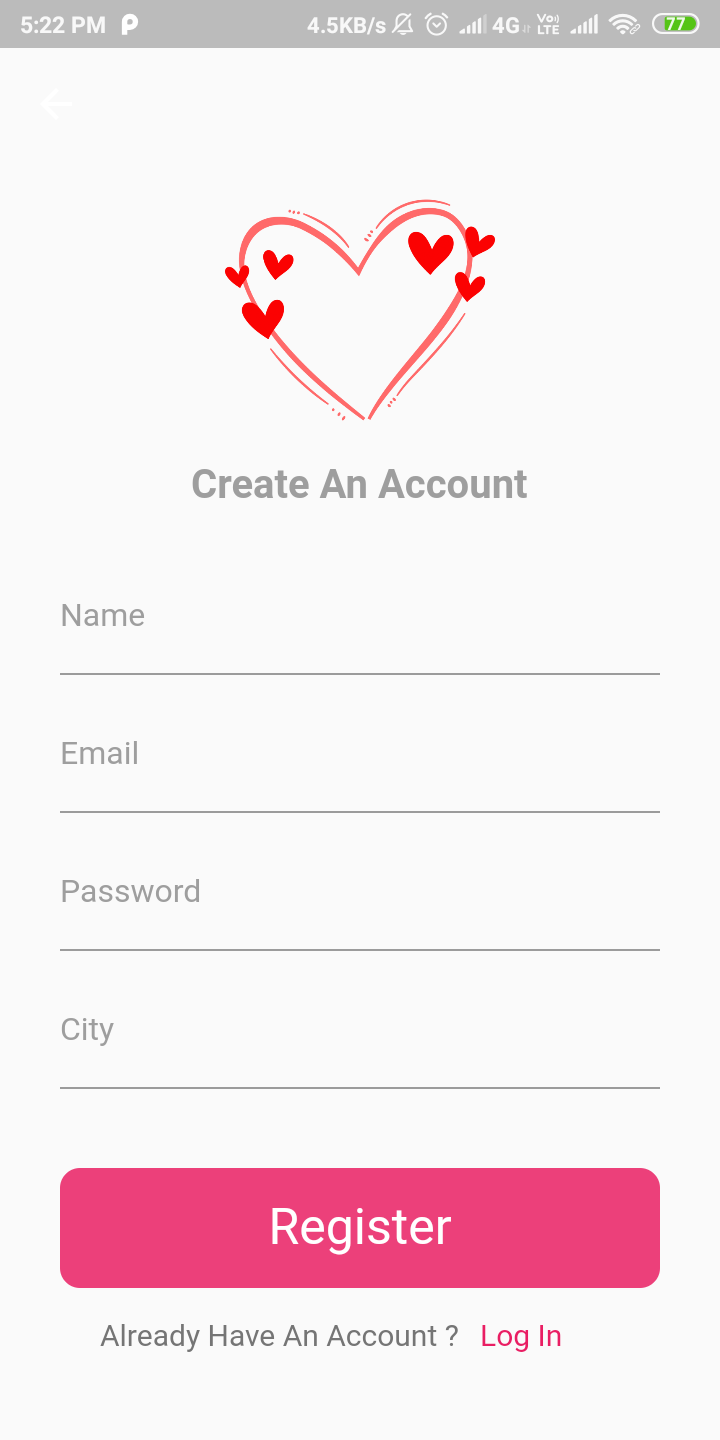 5:22 PM 4.5KB/s 4G Vo) LTE 77
Create An Account
Name
Email
Password
City
Register
Already Have An Account ? Log In